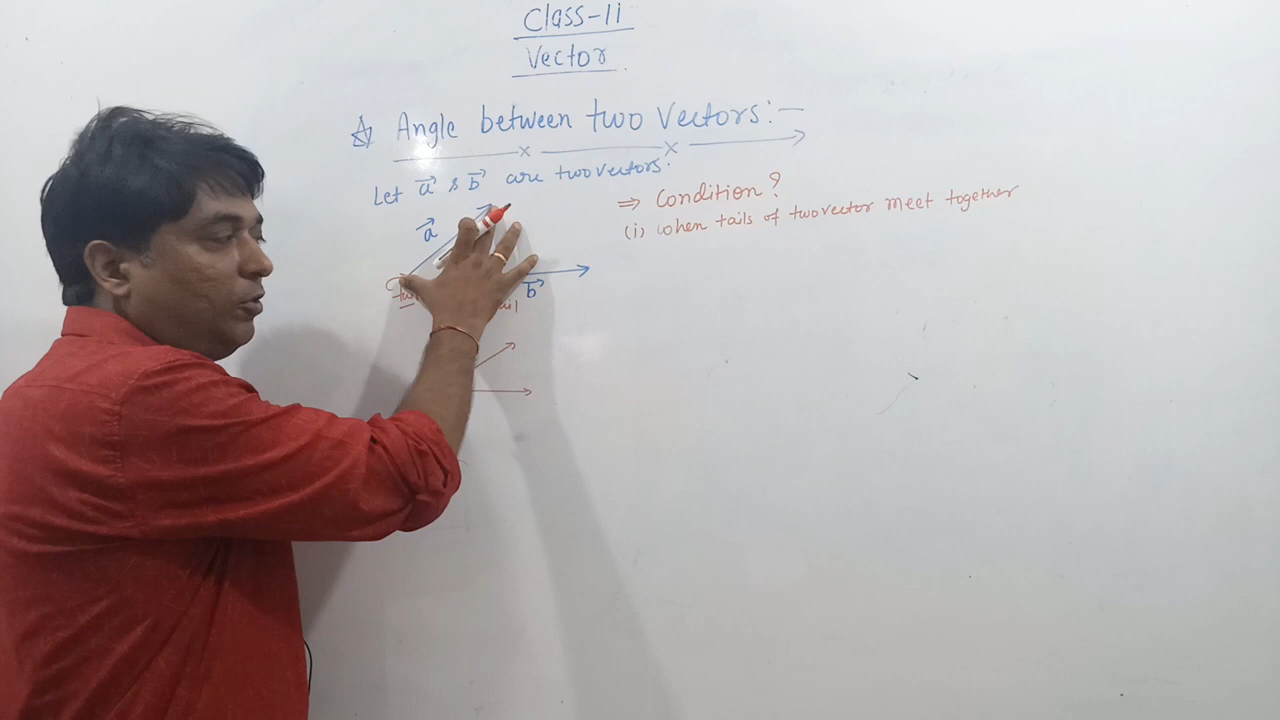 Class-11
Vector
☆ Angle between two Vectors:-
Let a⃗ & b⃗ are two vectors.
⇒ Condition?
(i) when tails of two vector meet together
a⃗
b⃗